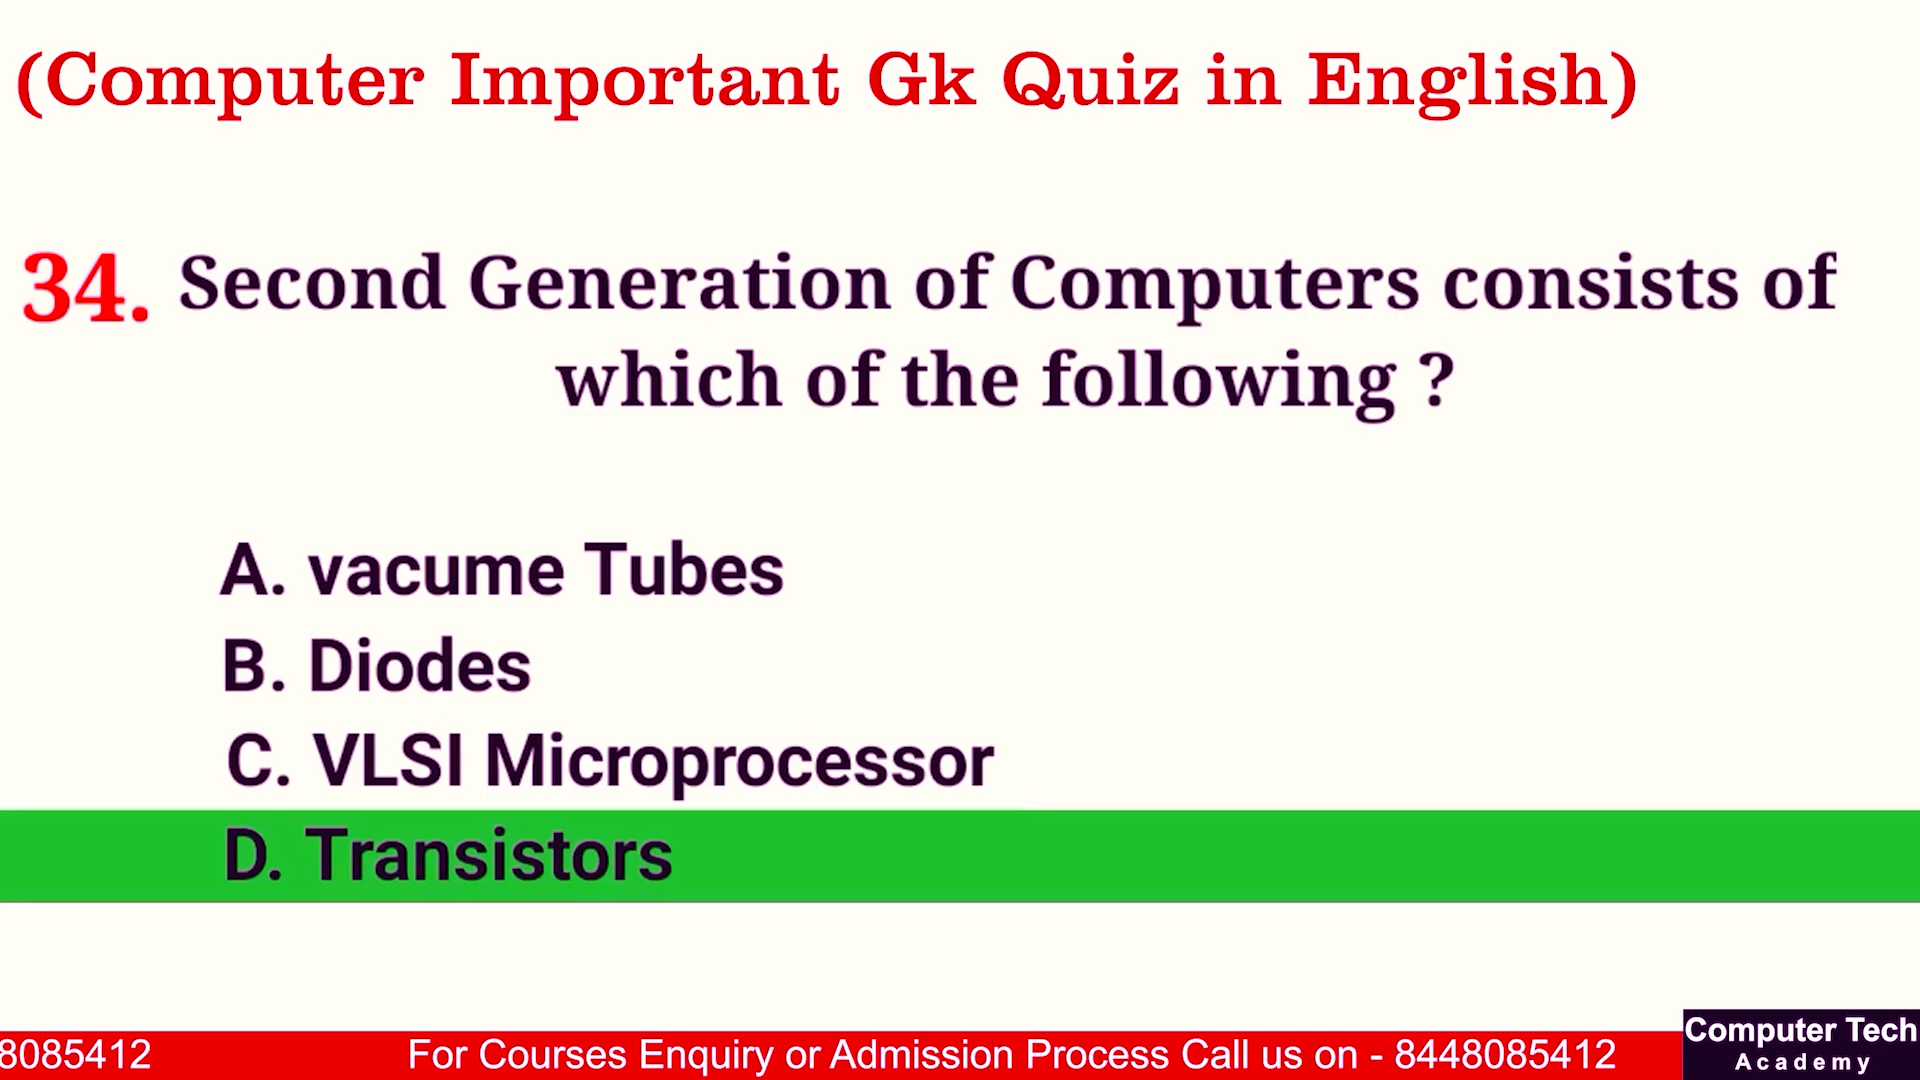 (Computer Important Gk Quiz in English)
34. Second Generation of Computers consists of
which of the following ?
A. vacume Tubes
B. Diodes
C. VLSI Microprocessor
D. Transistors
8085412 For Courses Enquiry or Admission Process Call us on - 8448085412
Computer Tech
Academy